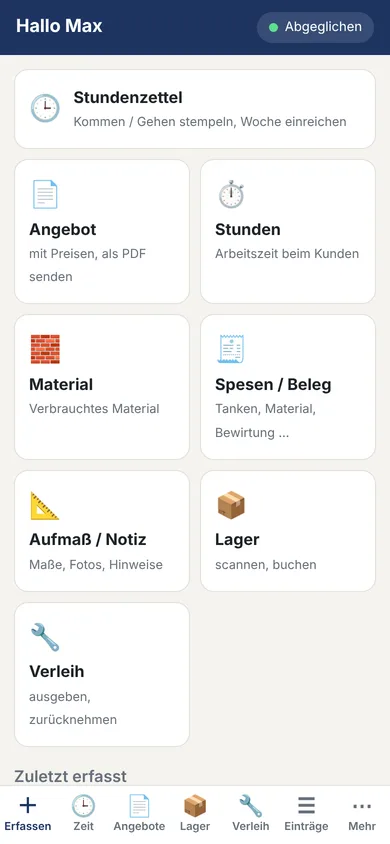 Hallo Max
Abgeglichen
Stundenzettel
Kommen / Gehen stempeln, Woche einreichen
Angebot
mit Preisen, als PDF
senden
Stunden
Arbeitszeit beim Kunden
Material
Verbrauchtes Material
Spesen / Beleg
Tanken, Material,
Bewirtung ...
Aufmaß / Notiz
Maße, Fotos, Hinweise
Lager
scannen, buchen
Verleih
ausgeben,
zurücknehmen
Zuletzt erfasst
Erfassen
Zeit
Angebote
Lager
Verleih
Einträge
Mehr